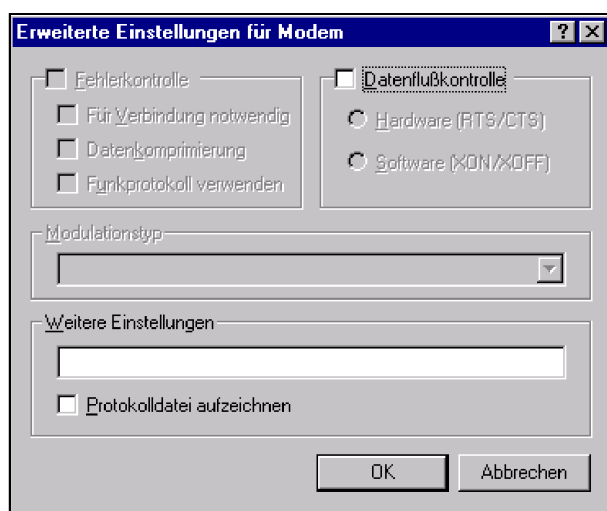 Erweiterte Einstellungen für Modem
Fehlerkontrolle
Für Verbindung notwendig
Datenkomprimierung
Funkprotokoll verwenden
Datenflußkontrolle
Hardware (RTS/CTS)
Software (XON/XOFF)
Modulationstyp
Weitere Einstellungen
Protokolldatei aufzeichnen
OK
Abbrechen